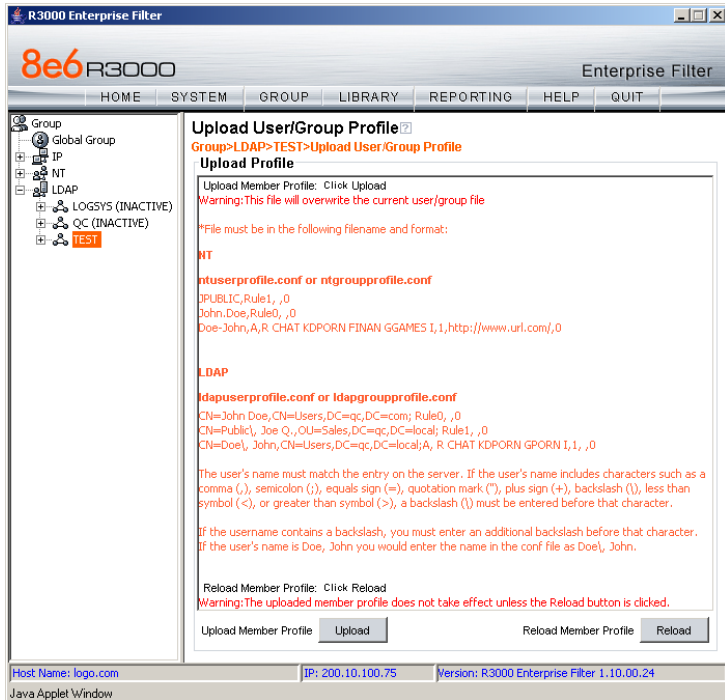 R3000 Enterprise Filter
8e6 R3000
Enterprise Filter
HOME SYSTEM GROUP LIBRARY REPORTING HELP QUIT
Group
Global Group
IP
NT
LDAP
LOGSYS (INACTIVE)
QC (INACTIVE)
TEST
Upload User/Group Profile ?
Group>LDAP>TEST>Upload User/Group Profile
Upload Profile
Upload Member Profile: Click Upload
Warning:This file will overwrite the current user/group file
*File must be in the following filename and format:
NT
ntuserprofile.conf or ntgroupprofile.conf
JPUBLIC,Rule1, ,0
John.Doe,Rule0, ,0
Doe-John,A,R CHAT KDPORN FINAN GGAMES I,1,http://www.url.com/,0
LDAP
ldapuserprofile.conf or ldapgroupprofile.conf
CN=John Doe,CN=Users,DC=qc,DC=com; Rule0, ,0
CN=Public\, Joe Q.,OU=Sales,DC=qc,DC=local; Rule1, ,0
CN=Doe\, John,CN=Users,DC=qc,DC=local;A, R CHAT KDPORN GPORN I,1, ,0
The user's name must match the entry on the server. If the user's name includes characters such as a
comma (,), semicolon (;), equals sign (=), quotation mark ("), plus sign (+), backslash (\), less than
symbol (<), or greater than symbol (>), a backslash (\) must be entered before that character.
If the username contains a backslash, you must enter an additional backslash before that character.
If the user's name is Doe, John you would enter the name in the conf file as Doe\, John.
Reload Member Profile: Click Reload
Warning:The uploaded member profile does not take effect unless the Reload button is clicked.
Upload Member Profile Upload Reload Member Profile Reload
Host Name: logo.com IP: 200.10.100.75 Version: R3000 Enterprise Filter 1.10.00.24
Java Applet Window